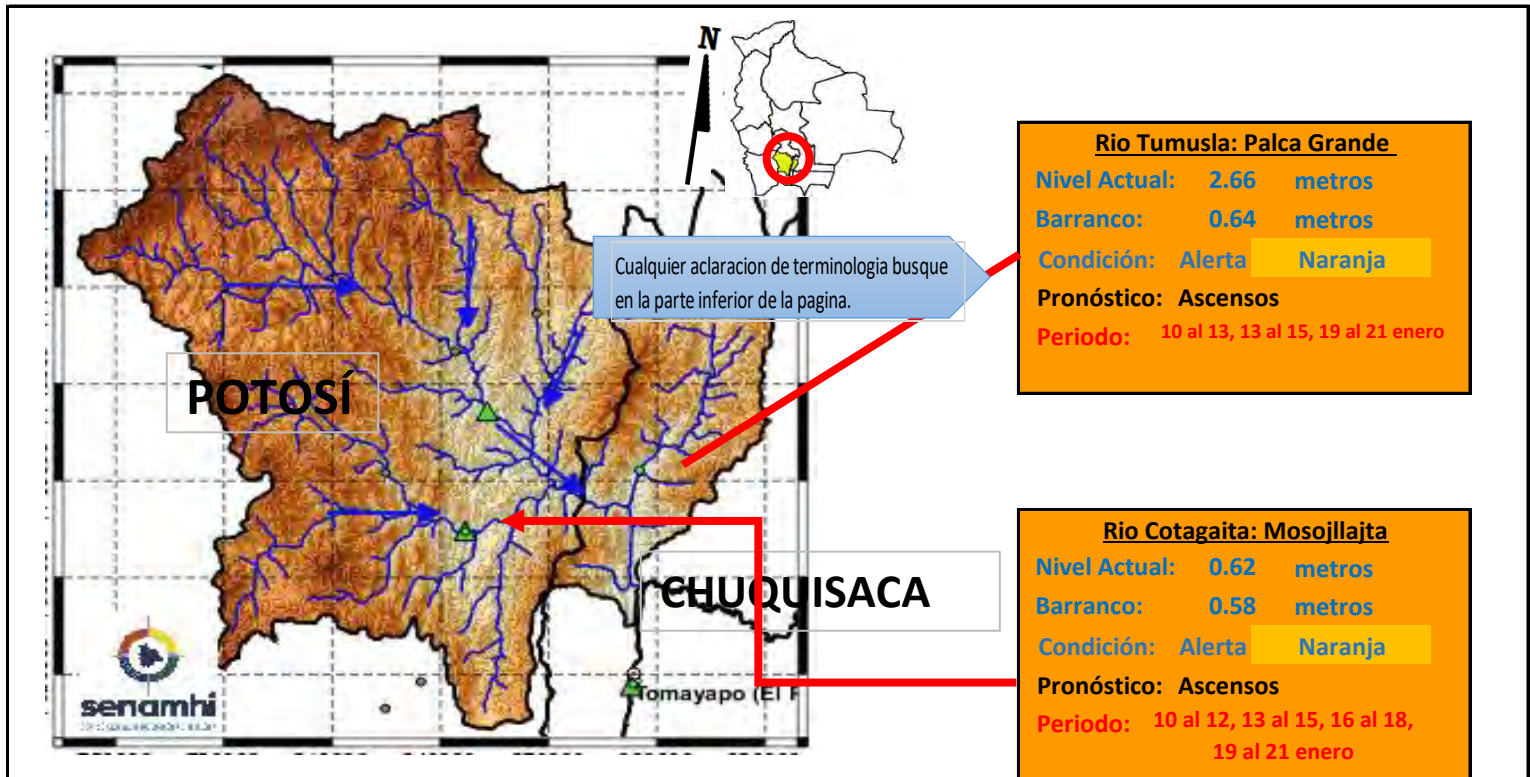 N
Cualquier aclaracion de terminologia busque
en la parte inferior de la pagina.
POTOSÍ
CHUQUISACA
Tomayapo (El
senamhi
Rio Tumusla: Palca Grande
Nivel Actual: 2.66 metros
Barranco: 0.64 metros
Condición: Alerta Naranja
Pronóstico: Ascensos
Periodo: 10 al 13, 13 al 15, 19 al 21 enero
Rio Cotagaita: Mosojllajta
Nivel Actual: 0.62 metros
Barranco: 0.58 metros
Condición: Alerta Naranja
Pronóstico: Ascensos
Periodo: 10 al 12, 13 al 15, 16 al 18,
19 al 21 enero